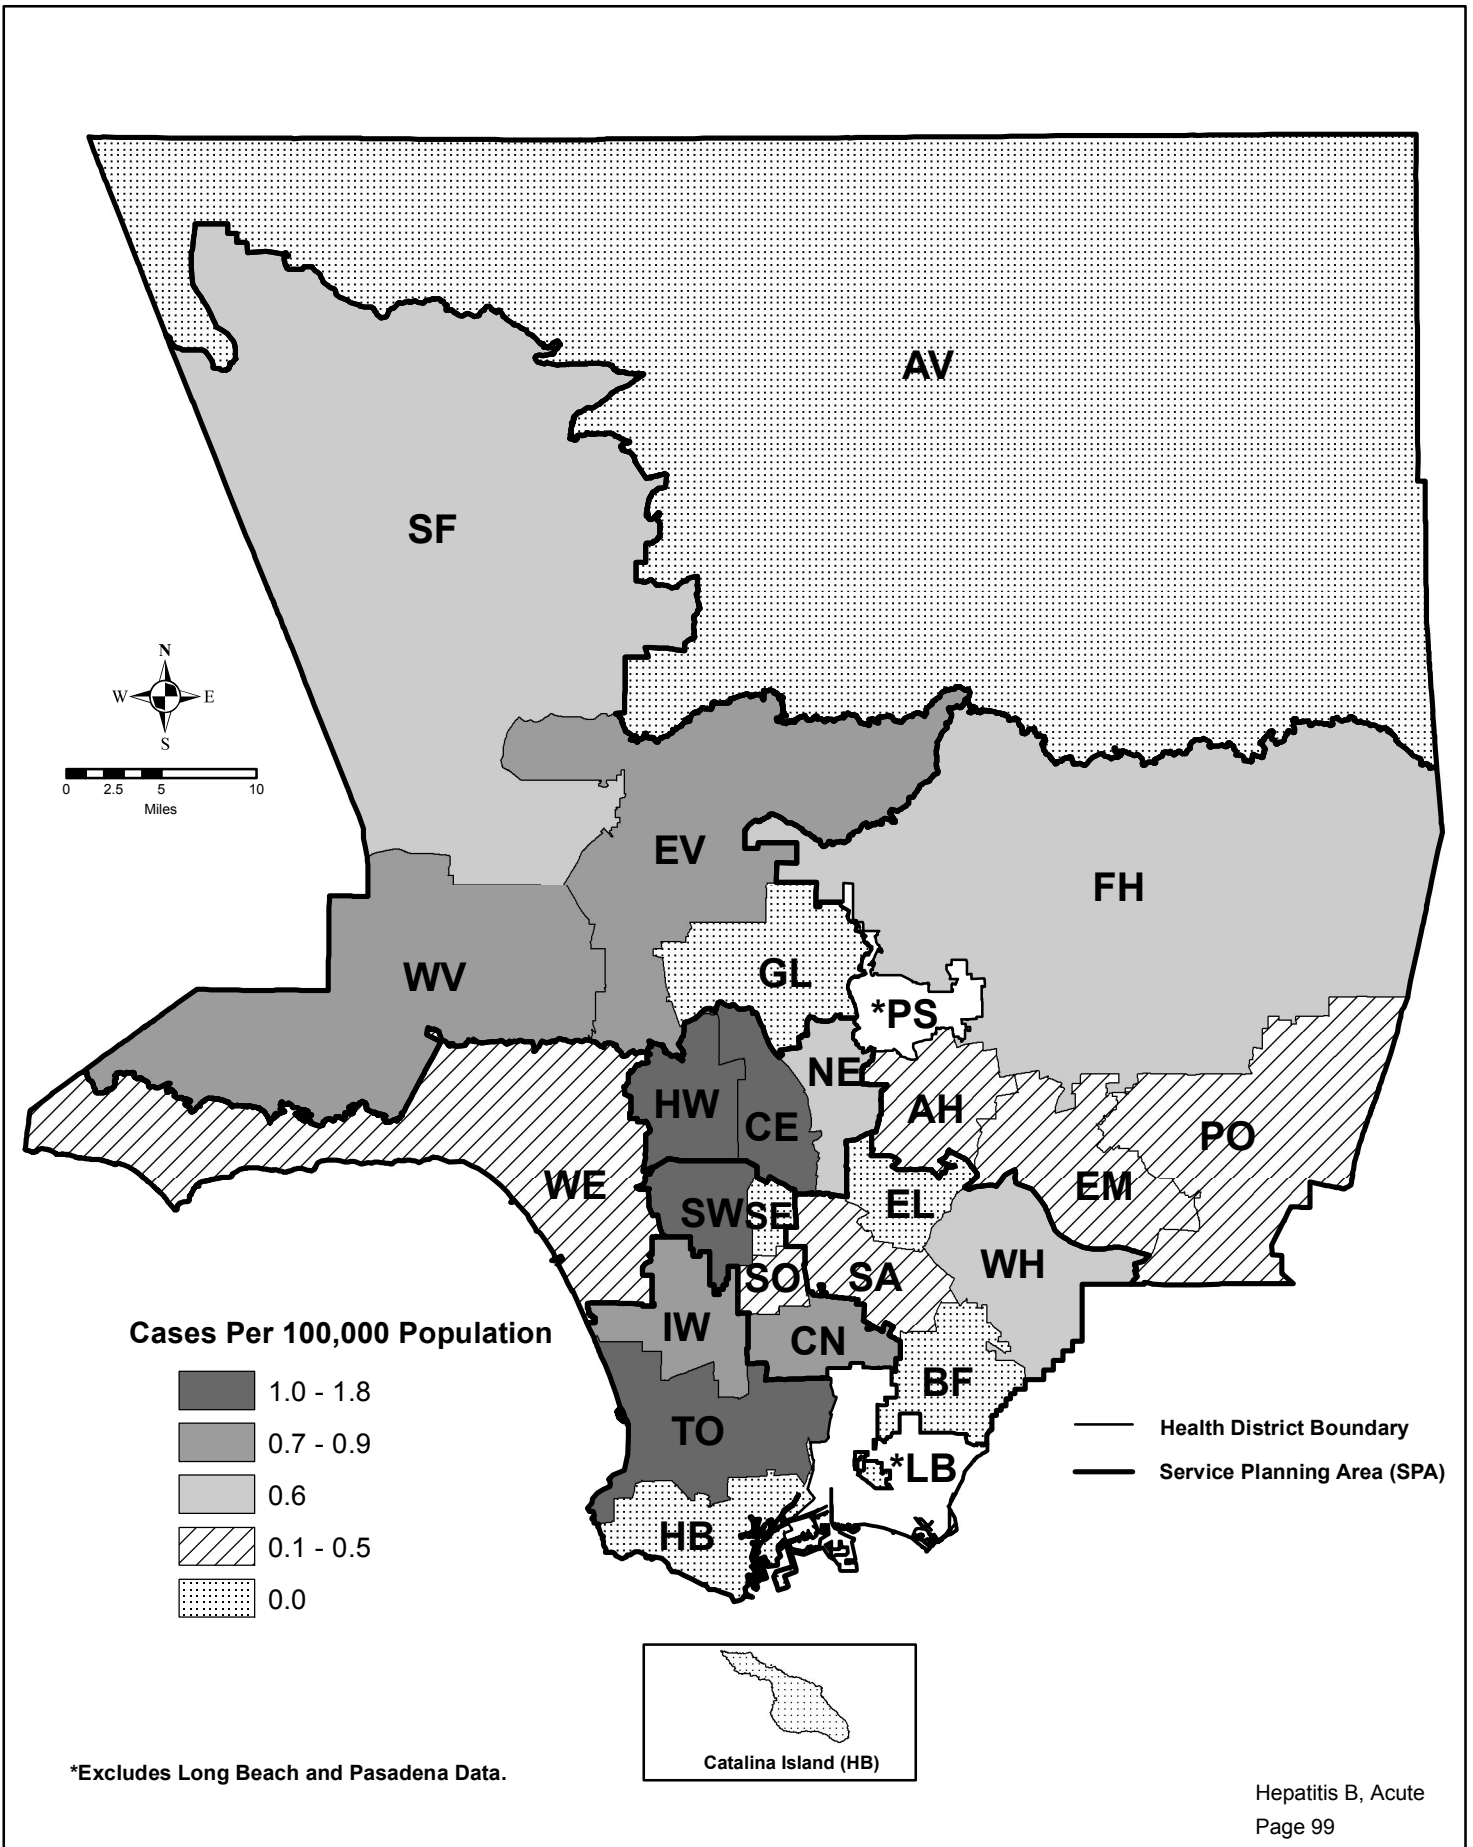 AV
SF
N
W E
S
0 2.5 5 10
Miles
EV
FH
WV
GL
*PS
NE
HW
CE
AH
PO
WE
EM
SW
SE
EL
WH
SO
SA
IW
CN
BF
TO
*LB
HB
Cases Per 100,000 Population
1.0 - 1.8
0.7 - 0.9
0.6
0.1 - 0.5
0.0
Health District Boundary
Service Planning Area (SPA)
Catalina Island (HB)
*Excludes Long Beach and Pasadena Data.
Hepatitis B, Acute
Page 99